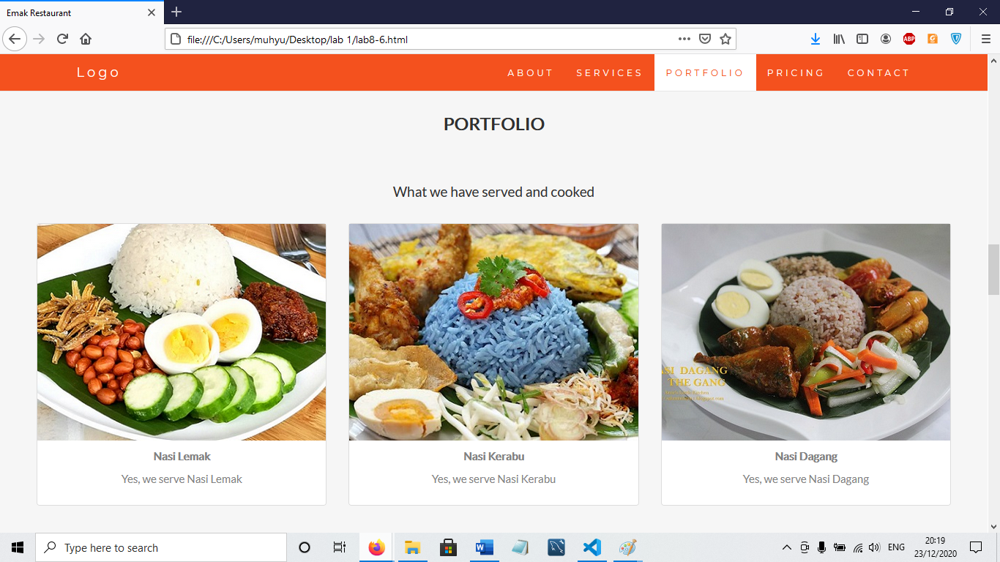 Emak Restaurant
file:///C:/Users/muhyu/Desktop/lab 1/lab8-6.html
ABP
Logo
ABOUT
SERVICES
PORTFOLIO
PRICING
CONTACT
PORTFOLIO
What we have served and cooked
DAGANG
THE GANG
Nasi Lemak
Yes, we serve Nasi Lemak
Nasi Kerabu
Yes, we serve Nasi Kerabu
Nasi Dagang
Yes, we serve Nasi Dagang
Type here to search
ENG
20:19
23/12/2020